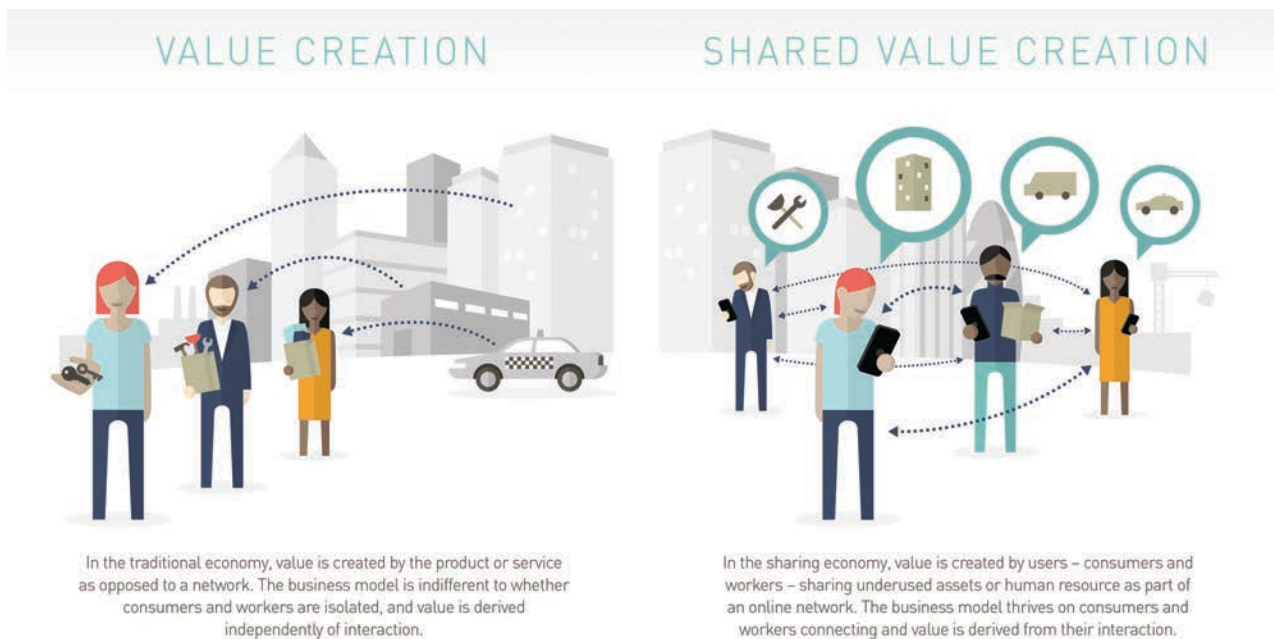 VALUE CREATION
In the traditional economy, value is created by the product or service
as opposed to a network. The business model is indifferent to whether
consumers and workers are isolated, and value is derived
independently of interaction.
SHARED VALUE CREATION
In the sharing economy, value is created by users – consumers and
workers – sharing underused assets or human resource as part of
an online network. The business model thrives on consumers and
workers connecting and value is derived from their interaction.